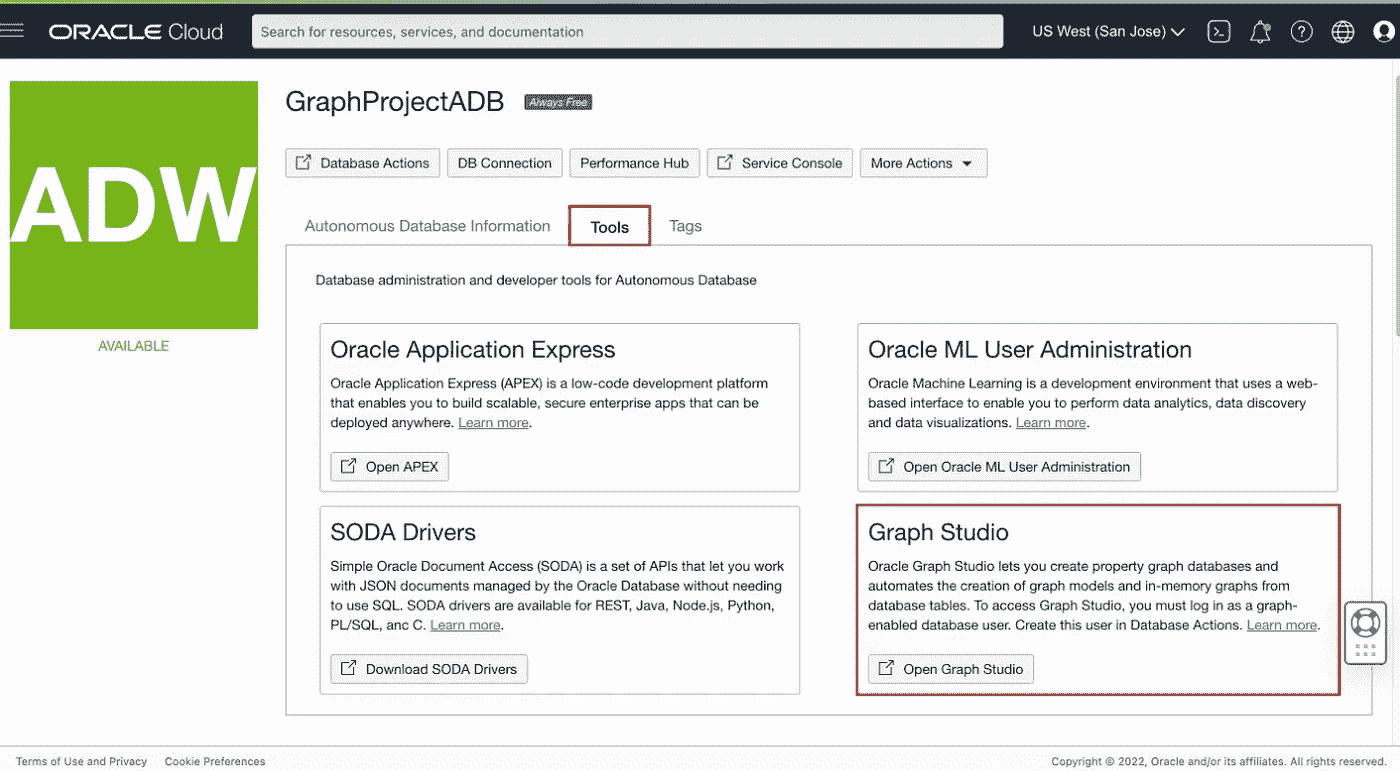 ORACLE Cloud
Search for resources, services, and documentation
US West (San Jose)
ADW
AVAILABLE
GraphProjectADB
Always Free
Database Actions
DB Connection
Performance Hub
Service Console
More Actions
Autonomous Database Information
Tools
Tags
Database administration and developer tools for Autonomous Database
Oracle Application Express
Oracle Application Express (APEX) is a low-code development platform
that enables you to build scalable, secure enterprise apps that can be
deployed anywhere. Learn more.
Open APEX
Oracle ML User Administration
Oracle Machine Learning is a development environment that uses a web-
based interface to enable you to perform data analytics, data discovery
and data visualizations. Learn more.
Open Oracle ML User Administration
SODA Drivers
Simple Oracle Document Access (SODA) is a set of APIs that let you work
with JSON documents managed by the Oracle Database without needing
to use SQL. SODA drivers are available for REST, Java, Node.js, Python,
PL/SQL, anc C. Learn more.
Download SODA Drivers
Graph Studio
Oracle Graph Studio lets you create property graph databases and
automates the creation of graph models and in-memory graphs from
database tables. To access Graph Studio, you must log in as a graph-
enabled database user. Create this user in Database Actions. Learn more.
Open Graph Studio
Terms of Use and Privacy
Cookie Preferences
Copyright © 2022, Oracle and/or its affiliates. All rights reserved.